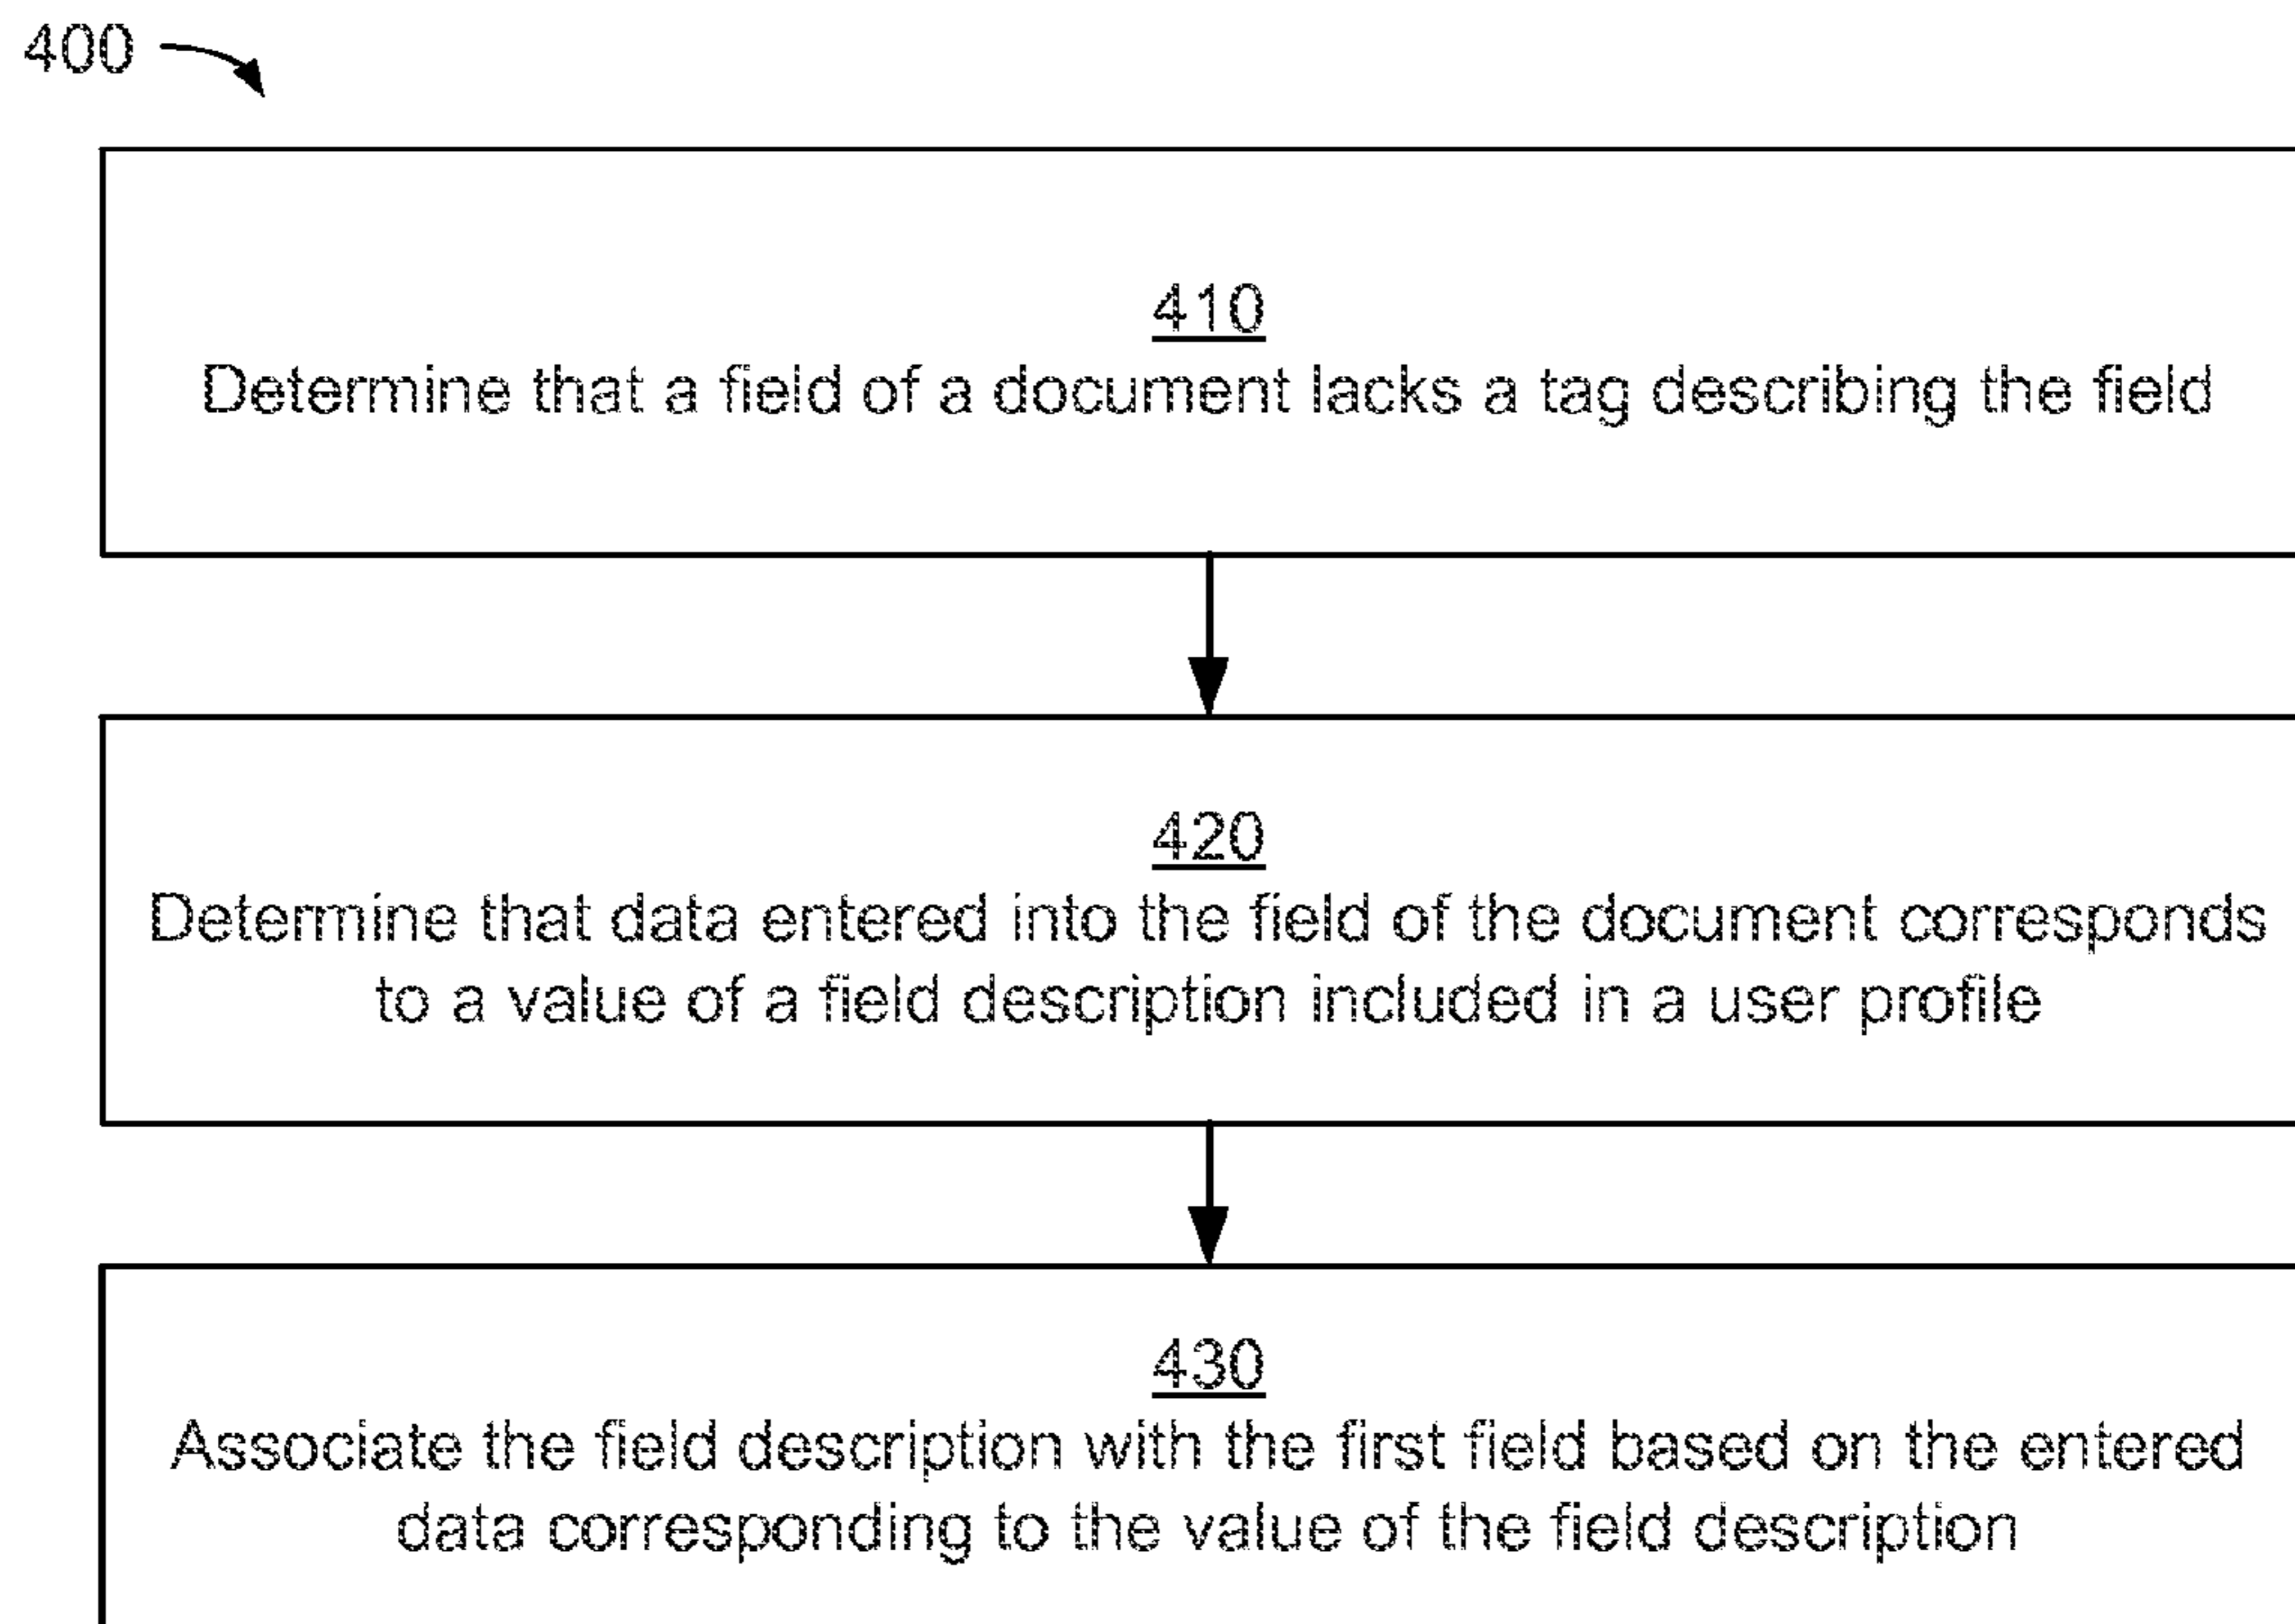 400
410
Determine that a field of a document lacks a tag describing the field
420
Determine that data entered into the field of the document corresponds
to a value of a field description included in a user profile
430
Associate the field description with the first field based on the entered
data corresponding to the value of the field description